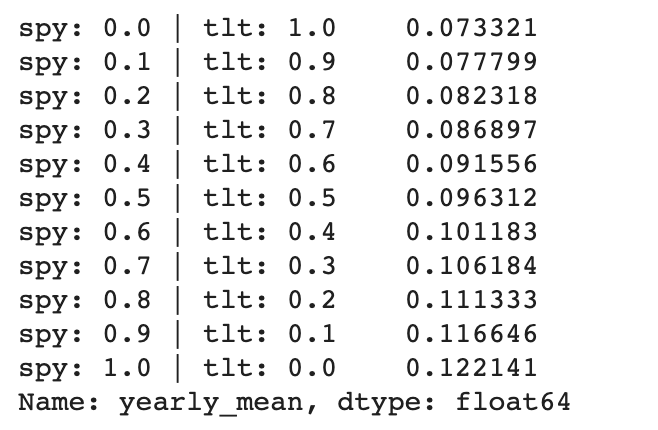 spy: 0.0 | tlt: 1.0    0.073321
spy: 0.1 | tlt: 0.9    0.077799
spy: 0.2 | tlt: 0.8    0.082318
spy: 0.3 | tlt: 0.7    0.086897
spy: 0.4 | tlt: 0.6    0.091556
spy: 0.5 | tlt: 0.5    0.096312
spy: 0.6 | tlt: 0.4    0.101183
spy: 0.7 | tlt: 0.3    0.106184
spy: 0.8 | tlt: 0.2    0.111333
spy: 0.9 | tlt: 0.1    0.116646
spy: 1.0 | tlt: 0.0    0.122141
Name: yearly_mean, dtype: float64